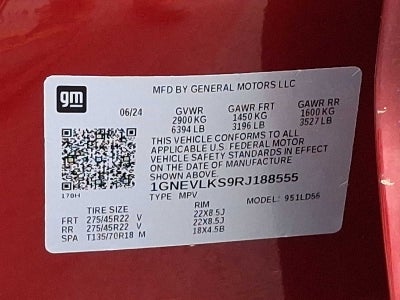 gm
MFD BY GENERAL MOTORS LLC
06/24 GVWR GAWR FRT GAWR RR
2900 KG 1450 KG 1600 KG
6394 LB 3196 LB 3527 LB
THIS VEHICLE CONFORMS TO ALL
APPLICABLE U.S. FEDERAL MOTOR
VEHICLE SAFETY STANDARDS IN EFFECT
ON THE DATE OF MANUFACTURE
SHOWN ABOVE.
170H
1GNEVLKS9RJ188555
TYPE MPV MODEL: 951LD56
TIRE SIZE RIM
FRT 275/45R22 V 22X8.5J
RR 275/45R22 V 22X8.5J
SPA T135/70R18 M 18X4.5B